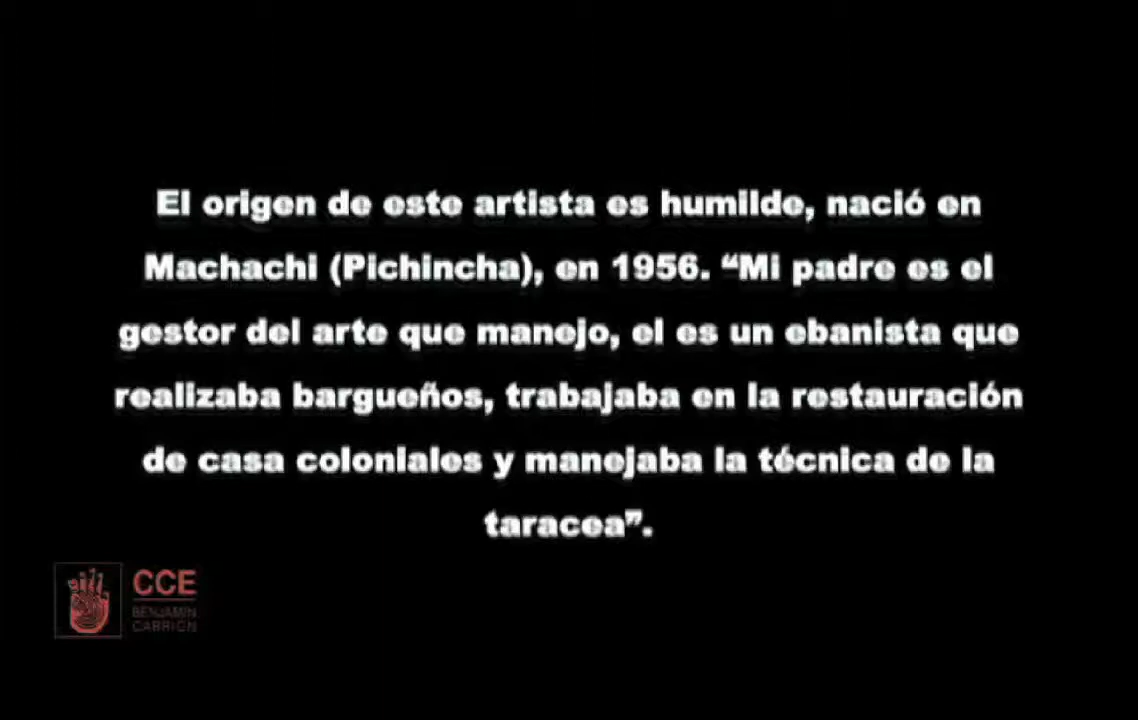 El origen de este artista es humilde, nació en
Machachi (Pichincha), en 1956. “Mi padre es el
gestor del arte que manejo, el es un ebanista que
realizaba bargueños, trabajaba en la restauración
de casa coloniales y manejaba la técnica de la
taracea”.
CCE
BENJAMÍN
CARRIÓN